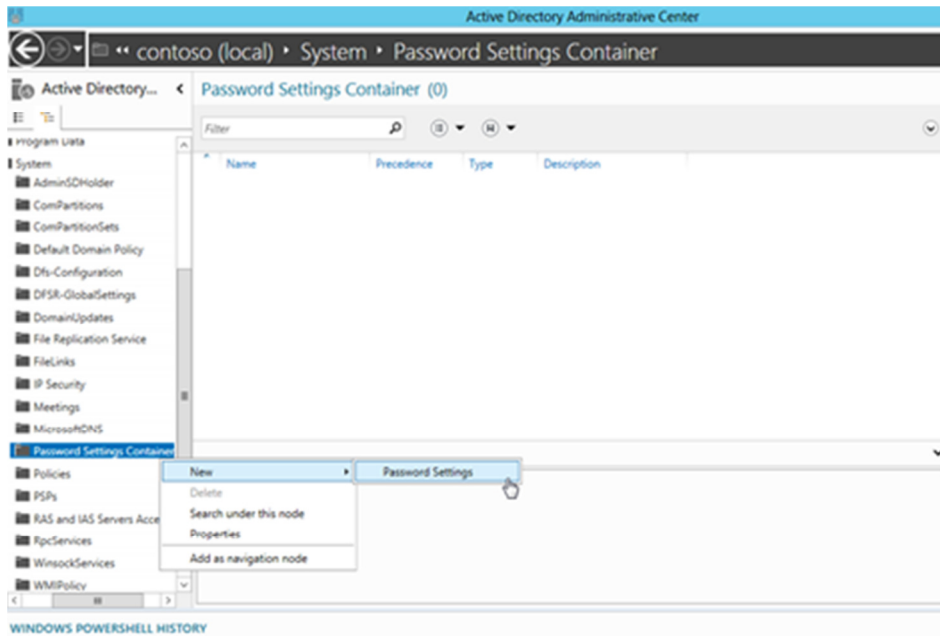 Active Directory Administrative Center
contoso (local) • System • Password Settings Container
Active Directory...
Password Settings Container (0)
Filter
Program Data
Name Precedence Type Description
System
AdminSDHolder
ComPartitions
ComPartitionSets
Default Domain Policy
Dfs-Configuration
DFSR-GlobalSettings
DomainUpdates
File Replication Service
FileLinks
IP Security
Meetings
MicrosoftDNS
Password Settings Container
Policies
PSPs
RAS and IAS Servers Acce
RpcServices
WinsockServices
WMIPolicy
New
Password Settings
Delete
Search under this node
Properties
Add as navigation node
WINDOWS POWERSHELL HISTORY